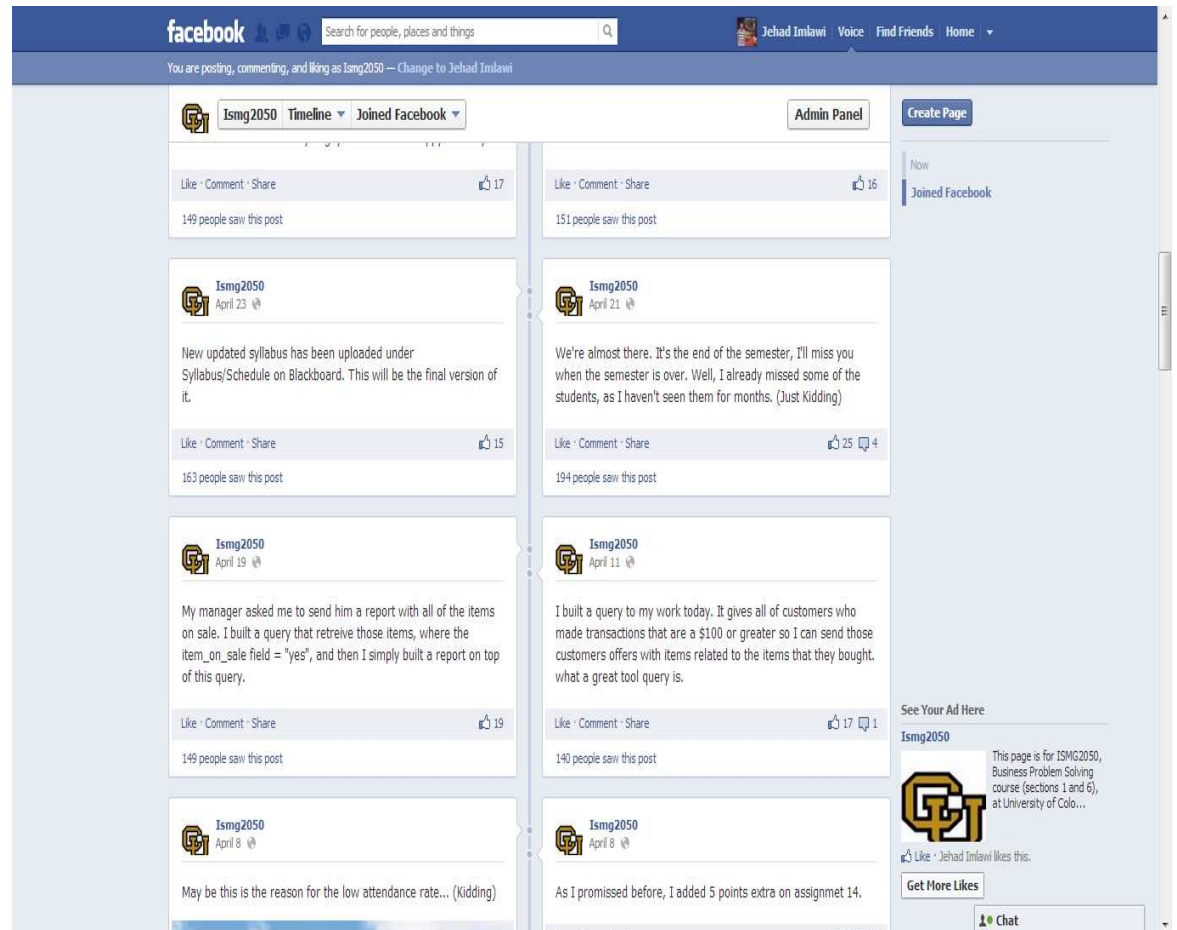 facebook
Search for people, places and things
Jehad Imlawi Voice Find Friends Home
You are posting, commenting, and liking as Ismg2050 — Change to Jehad Imlawi
Ismg2050 Timeline Joined Facebook
Admin Panel
Create Page
Now
Joined Facebook
Like · Comment · Share 17
149 people saw this post
Like · Comment · Share 16
151 people saw this post
Ismg2050
April 23
New updated syllabus has been uploaded under
Syllabus/Schedule on Blackboard. This will be the final version of
it.
Like · Comment · Share 15
163 people saw this post
Ismg2050
April 21
We're almost there. It's the end of the semester, I'll miss you
when the semester is over. Well, I already missed some of the
students, as I haven't seen them for months. (Just Kidding)
Like · Comment · Share 25 4
194 people saw this post
Ismg2050
April 19
My manager asked me to send him a report with all of the items
on sale. I built a query that retreive those items, where the
item_on_sale field = "yes", and then I simply built a report on top
of this query.
Like · Comment · Share 19
149 people saw this post
Ismg2050
April 11
I built a query to my work today. It gives all of customers who
made transactions that are a $100 or greater so I can send those
customers offers with items related to the items that they bought.
what a great tool query is.
Like · Comment · Share 17 1
140 people saw this post
Ismg2050
April 8
May be this is the reason for the low attendance rate... (Kidding)
Ismg2050
April 8
As I promissed before, I added 5 points extra on assignmet 14.
See Your Ad Here
Ismg2050
This page is for ISMG2050,
Business Problem Solving
course (sections 1 and 6),
at University of Colo...
Like · Jehad Imlawi likes this.
Get More Likes
Chat